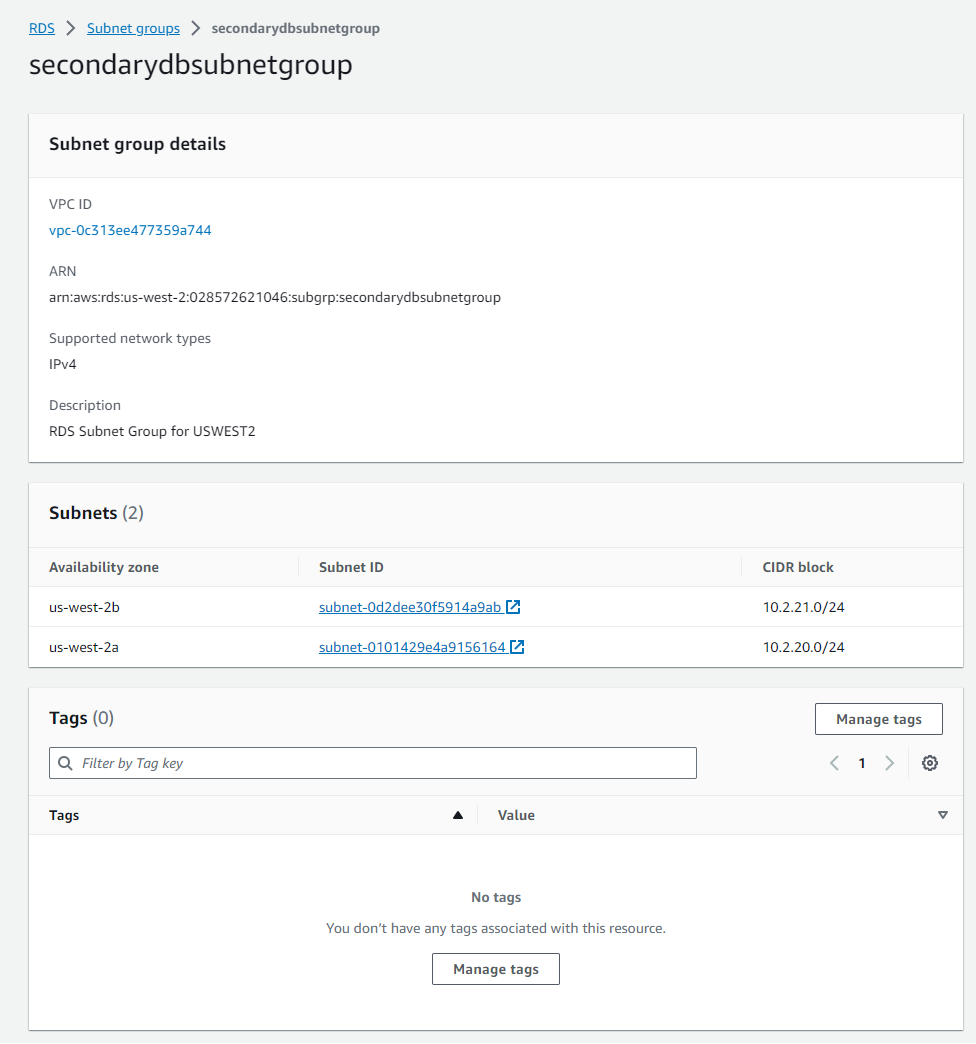 RDS > Subnet groups > secondarydbsubnetgroup
secondarydbsubnetgroup
Subnet group details
VPC ID
vpc-0c313ee477359a744
ARN
arn:aws:rds:us-west-2:028572621046:subgrp:secondarydbsubnetgroup
Supported network types
IPv4
Description
RDS Subnet Group for USWEST2
Subnets (2)
Availability zone Subnet ID CIDR block
us-west-2b subnet-0d2dee30f5914a9ab 10.2.21.0/24
us-west-2a subnet-0101429e4a9156164 10.2.20.0/24
Tags (0) Manage tags
Filter by Tag key 1
Tags Value
No tags
You don't have any tags associated with this resource.
Manage tags